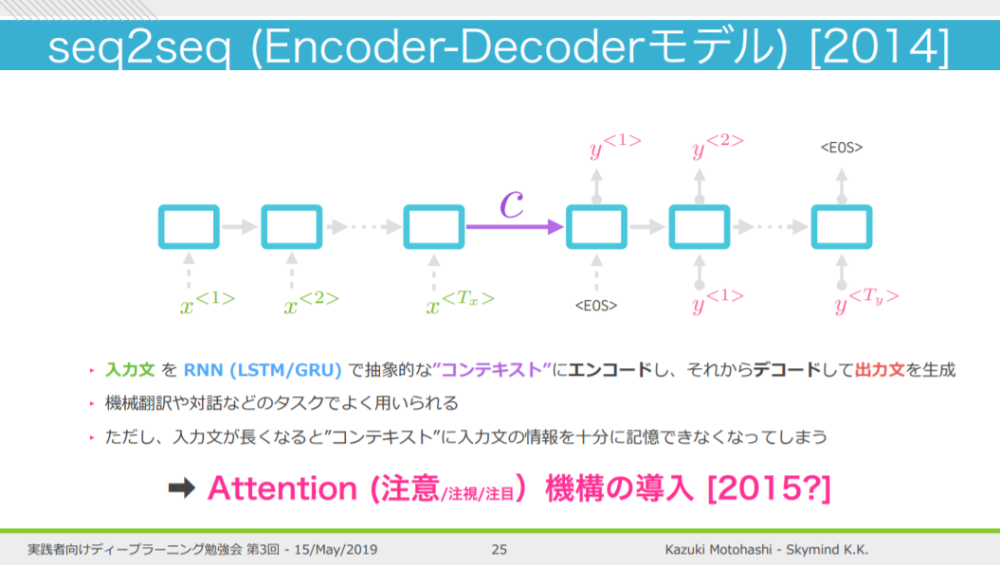 seq2seq (Encoder-Decoderモデル) [2014]
y<1> y<2> <EOS>
c
x<1> x<2> x<Tx> <EOS> y<1> y<Ty>
‣ 入力文 を RNN (LSTM/GRU) で抽象的な”コンテキスト”にエンコードし、それからデコードして出力文を生成
‣ 機械翻訳や対話などのタスクでよく用いられる
‣ ただし、入力文が長くなると”コンテキスト”に入力文の情報を十分に記憶できなくなってしまう
➡ Attention (注意/注視/注目）機構の導入 [2015?]
実践者向けディープラーニング勉強会 第3回 - 15/May/2019 25 Kazuki Motohashi - Skymind K.K.